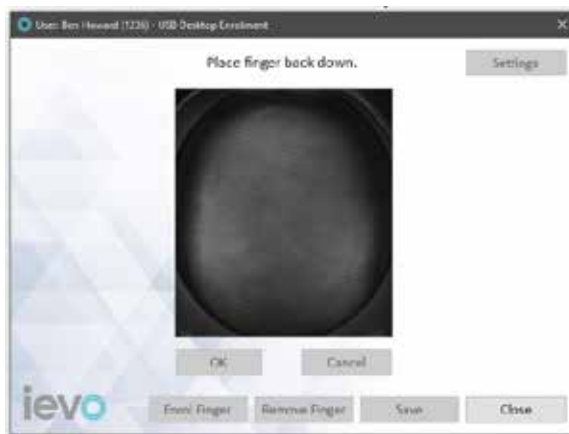 User: Ben Howard (1236) - USB Desktop Enrolment
Place finger back down.
Settings
OK
Cancel
ievo
Enrol Finger
Remove Finger
Save
Close